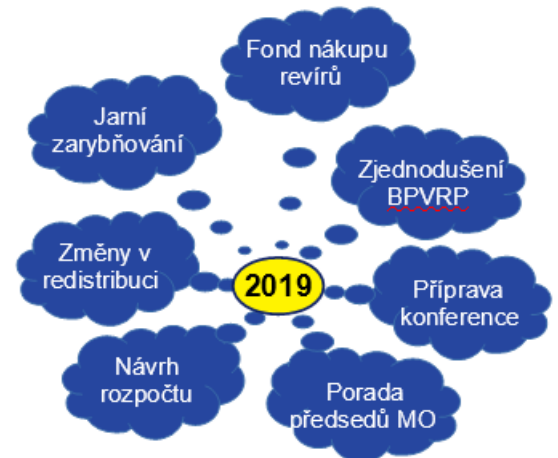 Fond nákupu
revírů
Jarní
zarybňování
Zjednodušení
BPVRP
Změny v
redistribuci
2019
Příprava
konference
Návrh
rozpočtu
Porada
předsedů MO